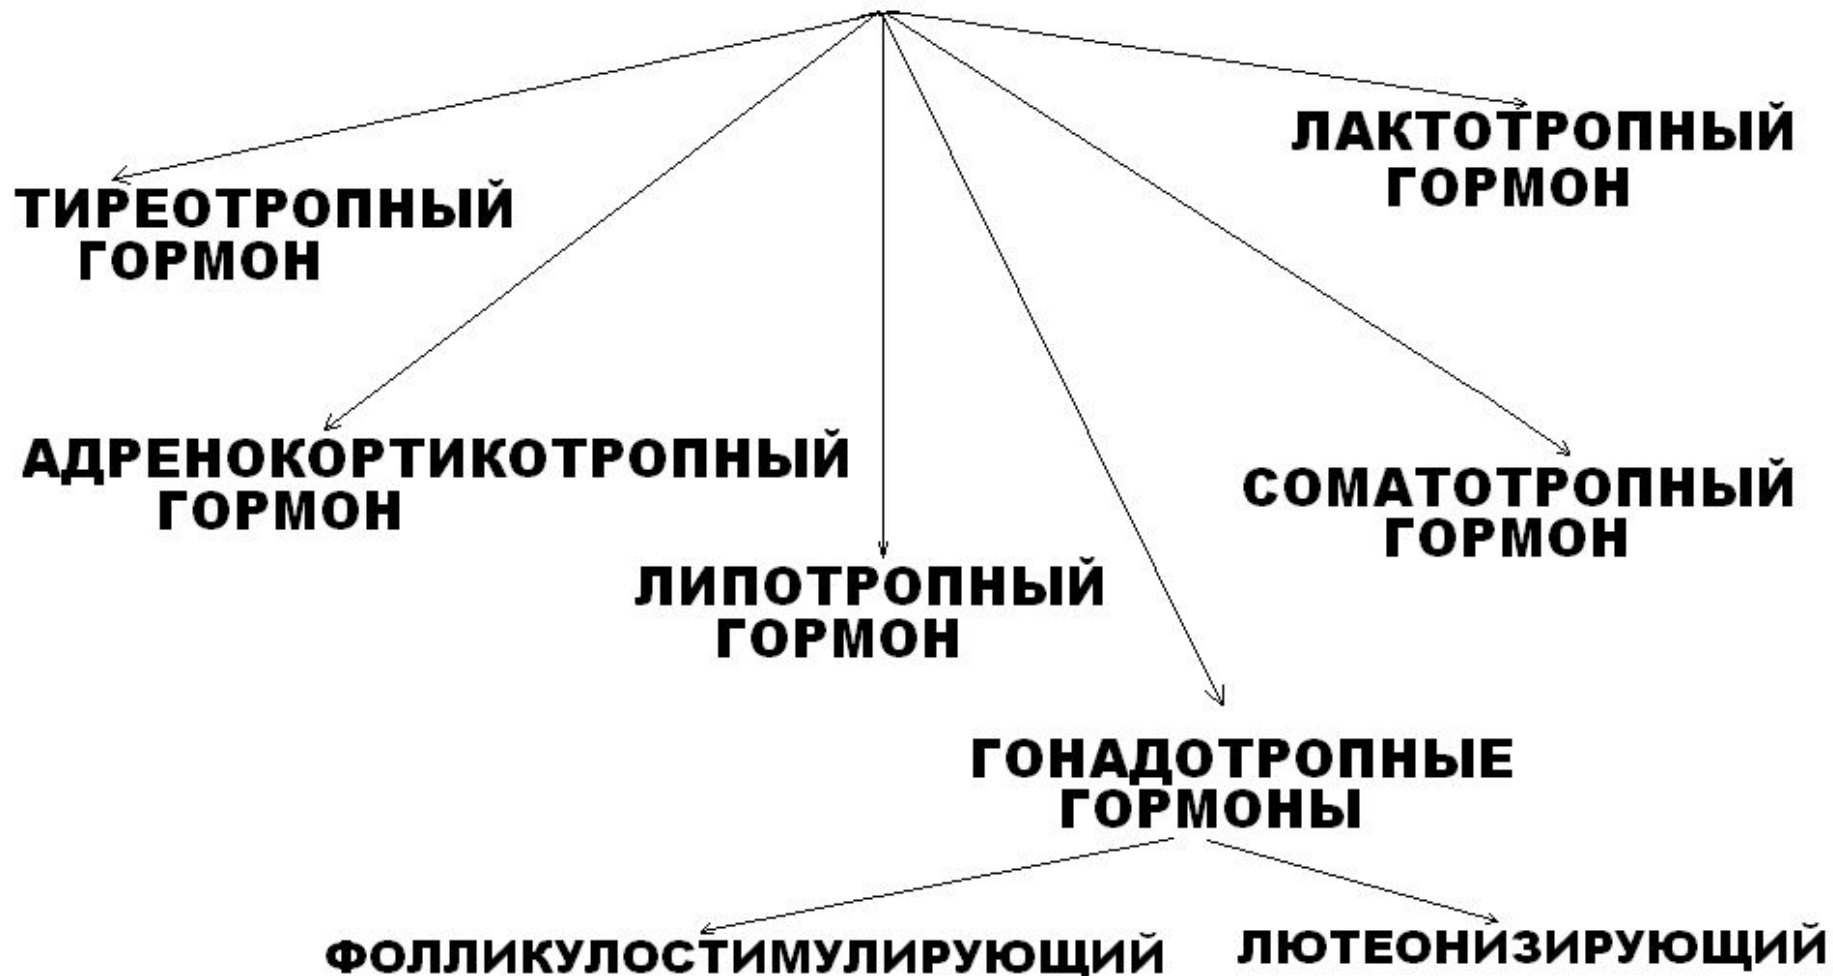 ЛАКТОТРОПНЫЙ
ГОРМОН
ТИРЕОТРОПНЫЙ
ГОРМОН
АДРЕНОКОРТИКОТРОПНЫЙ
ГОРМОН
СОМАТОТРОПНЫЙ
ГОРМОН
ЛИПОТРОПНЫЙ
ГОРМОН
ГОНАДОТРОПНЫЕ
ГОРМОНЫ
ФОЛЛИКУЛОСТИМУЛИРУЮЩИЙ
ЛЮТЕОНИЗИРУЮЩИЙ